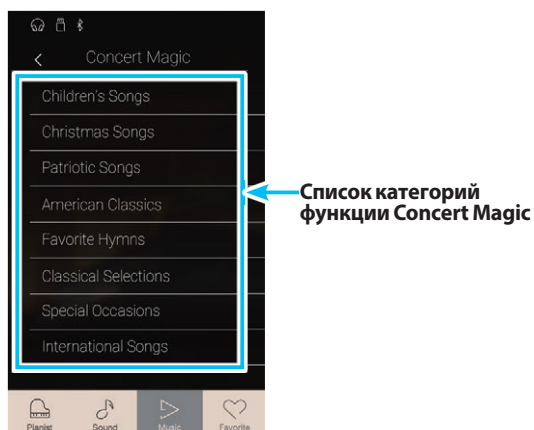 Concert Magic
Children's Songs
Christmas Songs
Patriotic Songs
American Classics
Favorite Hymns
Classical Selections
Special Occasions
International Songs
Список категорий
функции Concert Magic
Pianist Sound Music Favorite